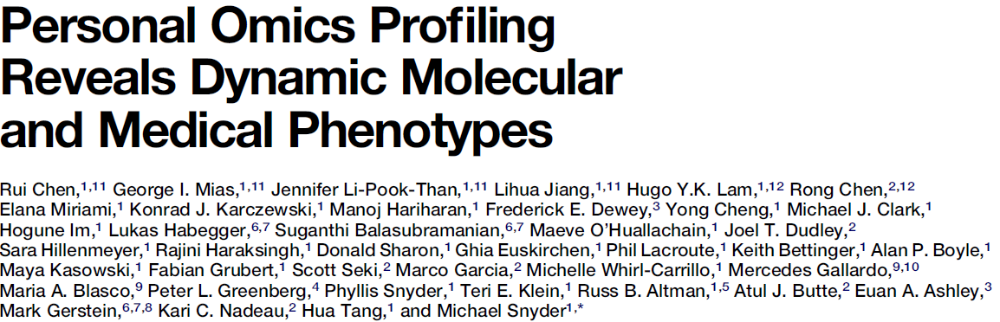 Personal Omics Profiling
Reveals Dynamic Molecular
and Medical Phenotypes
Rui Chen,1,11 George I. Mias,1,11 Jennifer Li-Pook-Than,1,11 Lihua Jiang,1,11 Hugo Y.K. Lam,1,12 Rong Chen,2,12
Elana Miriami,1 Konrad J. Karczewski,1 Manoj Hariharan,1 Frederick E. Dewey,3 Yong Cheng,1 Michael J. Clark,1
Hogune Im,1 Lukas Habegger,6,7 Suganthi Balasubramanian,6,7 Maeve O'Huallachain,1 Joel T. Dudley,2
Sara Hillenmeyer,1 Rajini Haraksingh,1 Donald Sharon,1 Ghia Euskirchen,1 Phil Lacroute,1 Keith Bettinger,1 Alan P. Boyle,1
Maya Kasowski,1 Fabian Grubert,1 Scott Seki,2 Marco Garcia,2 Michelle Whirl-Carrillo,1 Mercedes Gallardo,9,10
Maria A. Blasco,9 Peter L. Greenberg,4 Phyllis Snyder,1 Teri E. Klein,1 Russ B. Altman,1,5 Atul J. Butte,2 Euan A. Ashley,3
Mark Gerstein,6,7,8 Kari C. Nadeau,2 Hua Tang,1 and Michael Snyder1,*